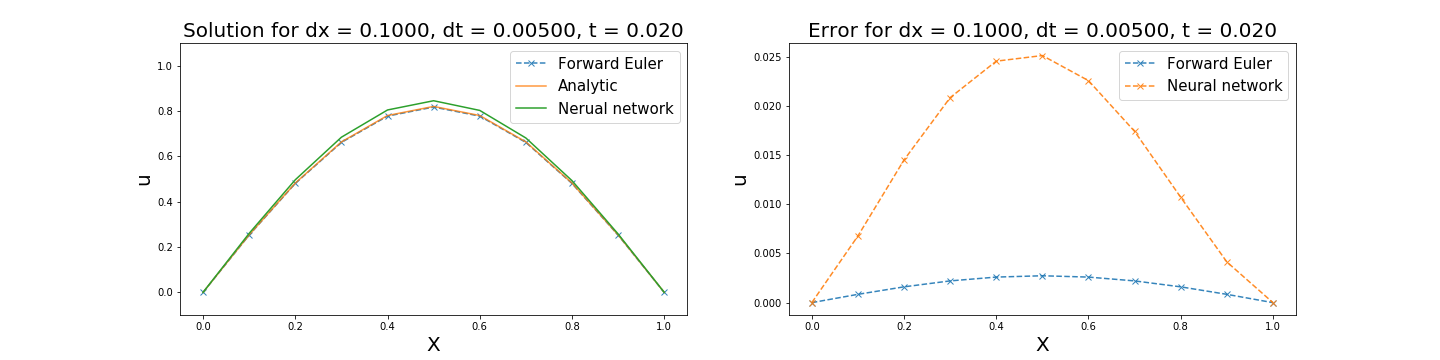 Solution for dx = 0.1000, dt = 0.00500, t = 0.020
Forward Euler
Analytic
Nerual network
1.0
0.8
0.6
0.4
0.2
0.0
u
0.0 0.2 0.4 0.6 0.8 1.0
X
Error for dx = 0.1000, dt = 0.00500, t = 0.020
Forward Euler
Neural network
0.025
0.020
0.015
0.010
0.005
0.000
u
0.0 0.2 0.4 0.6 0.8 1.0
X